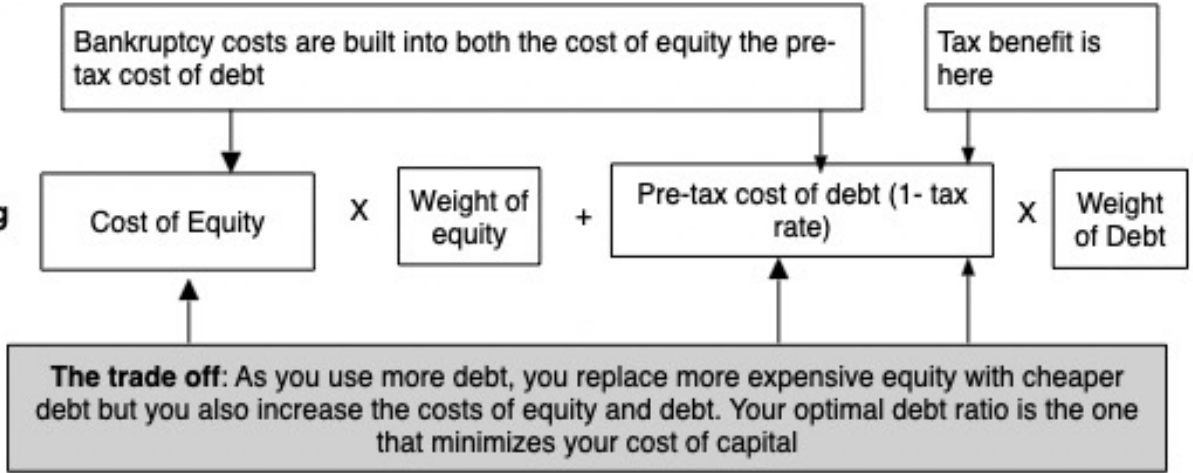 Bankruptcy costs are built into both the cost of equity the pre-
tax cost of debt
Tax benefit is
here
g
Cost of Equity
X
Weight of
equity
+
Pre-tax cost of debt (1- tax
rate)
X
Weight
of Debt
The trade off: As you use more debt, you replace more expensive equity with cheaper
debt but you also increase the costs of equity and debt. Your optimal debt ratio is the one
that minimizes your cost of capital